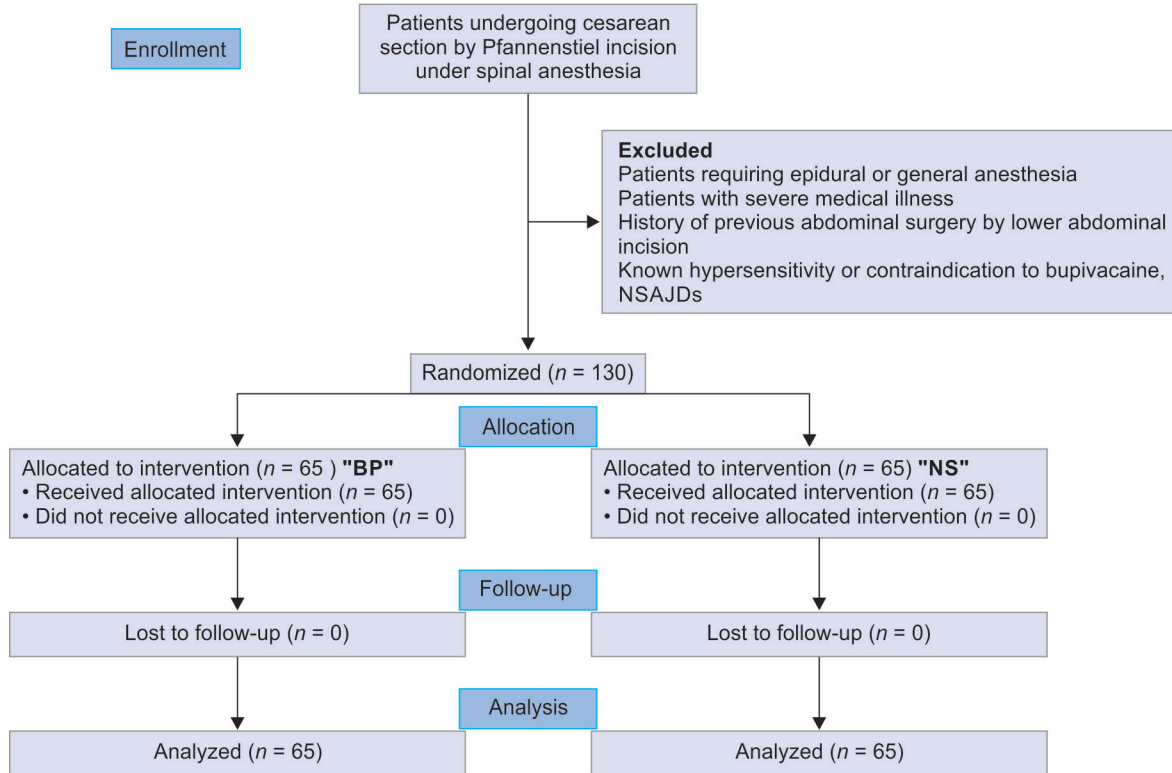 Enrollment
Patients undergoing cesarean
section by Pfannenstiel incision
under spinal anesthesia
Excluded
Patients requiring epidural or general anesthesia
Patients with severe medical illness
History of previous abdominal surgery by lower abdominal
incision
Known hypersensitivity or contraindication to bupivacaine,
NSAJDs
Randomized (n = 130)
Allocation
Allocated to intervention (n = 65 ) "BP"
• Received allocated intervention (n = 65)
• Did not receive allocated intervention (n = 0)
Allocated to intervention (n = 65) "NS"
• Received allocated intervention (n = 65)
• Did not receive allocated intervention (n = 0)
Follow-up
Lost to follow-up (n = 0)
Lost to follow-up (n = 0)
Analysis
Analyzed (n = 65)
Analyzed (n = 65)